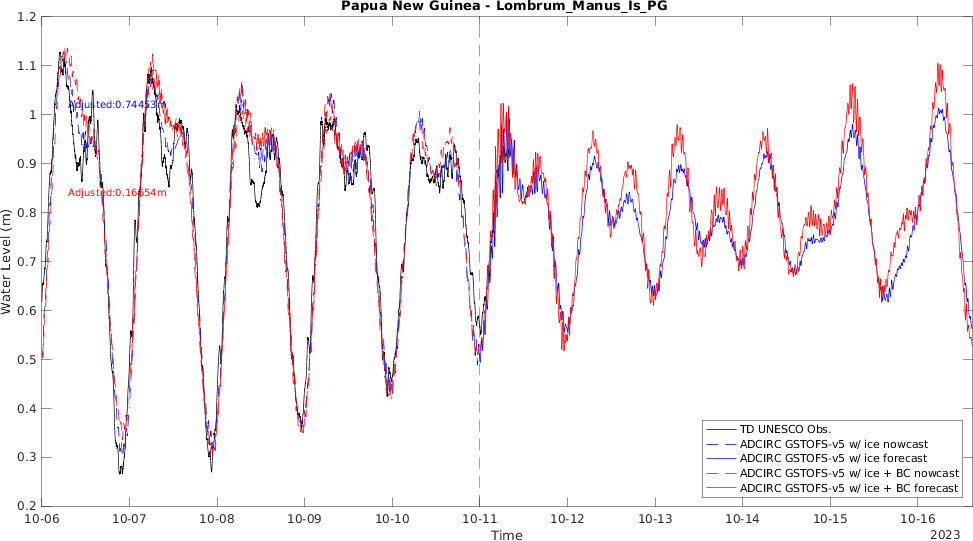 Papua New Guinea - Lombrum_Manus_Is_PG
1.2
1.1
1
0.9
0.8
0.7
0.6
0.5
0.4
0.3
0.2
Water Level (m)
Adjusted:0.74453m
Adjusted:0.16654m
TD UNESCO Obs.
ADCIRC GSTOFS-v5 w/ ice nowcast
ADCIRC GSTOFS-v5 w/ ice forecast
ADCIRC GSTOFS-v5 w/ ice + BC nowcast
ADCIRC GSTOFS-v5 w/ ice + BC forecast
10-06 10-07 10-08 10-09 10-10 10-11 10-12 10-13 10-14 10-15 10-16
Time
2023